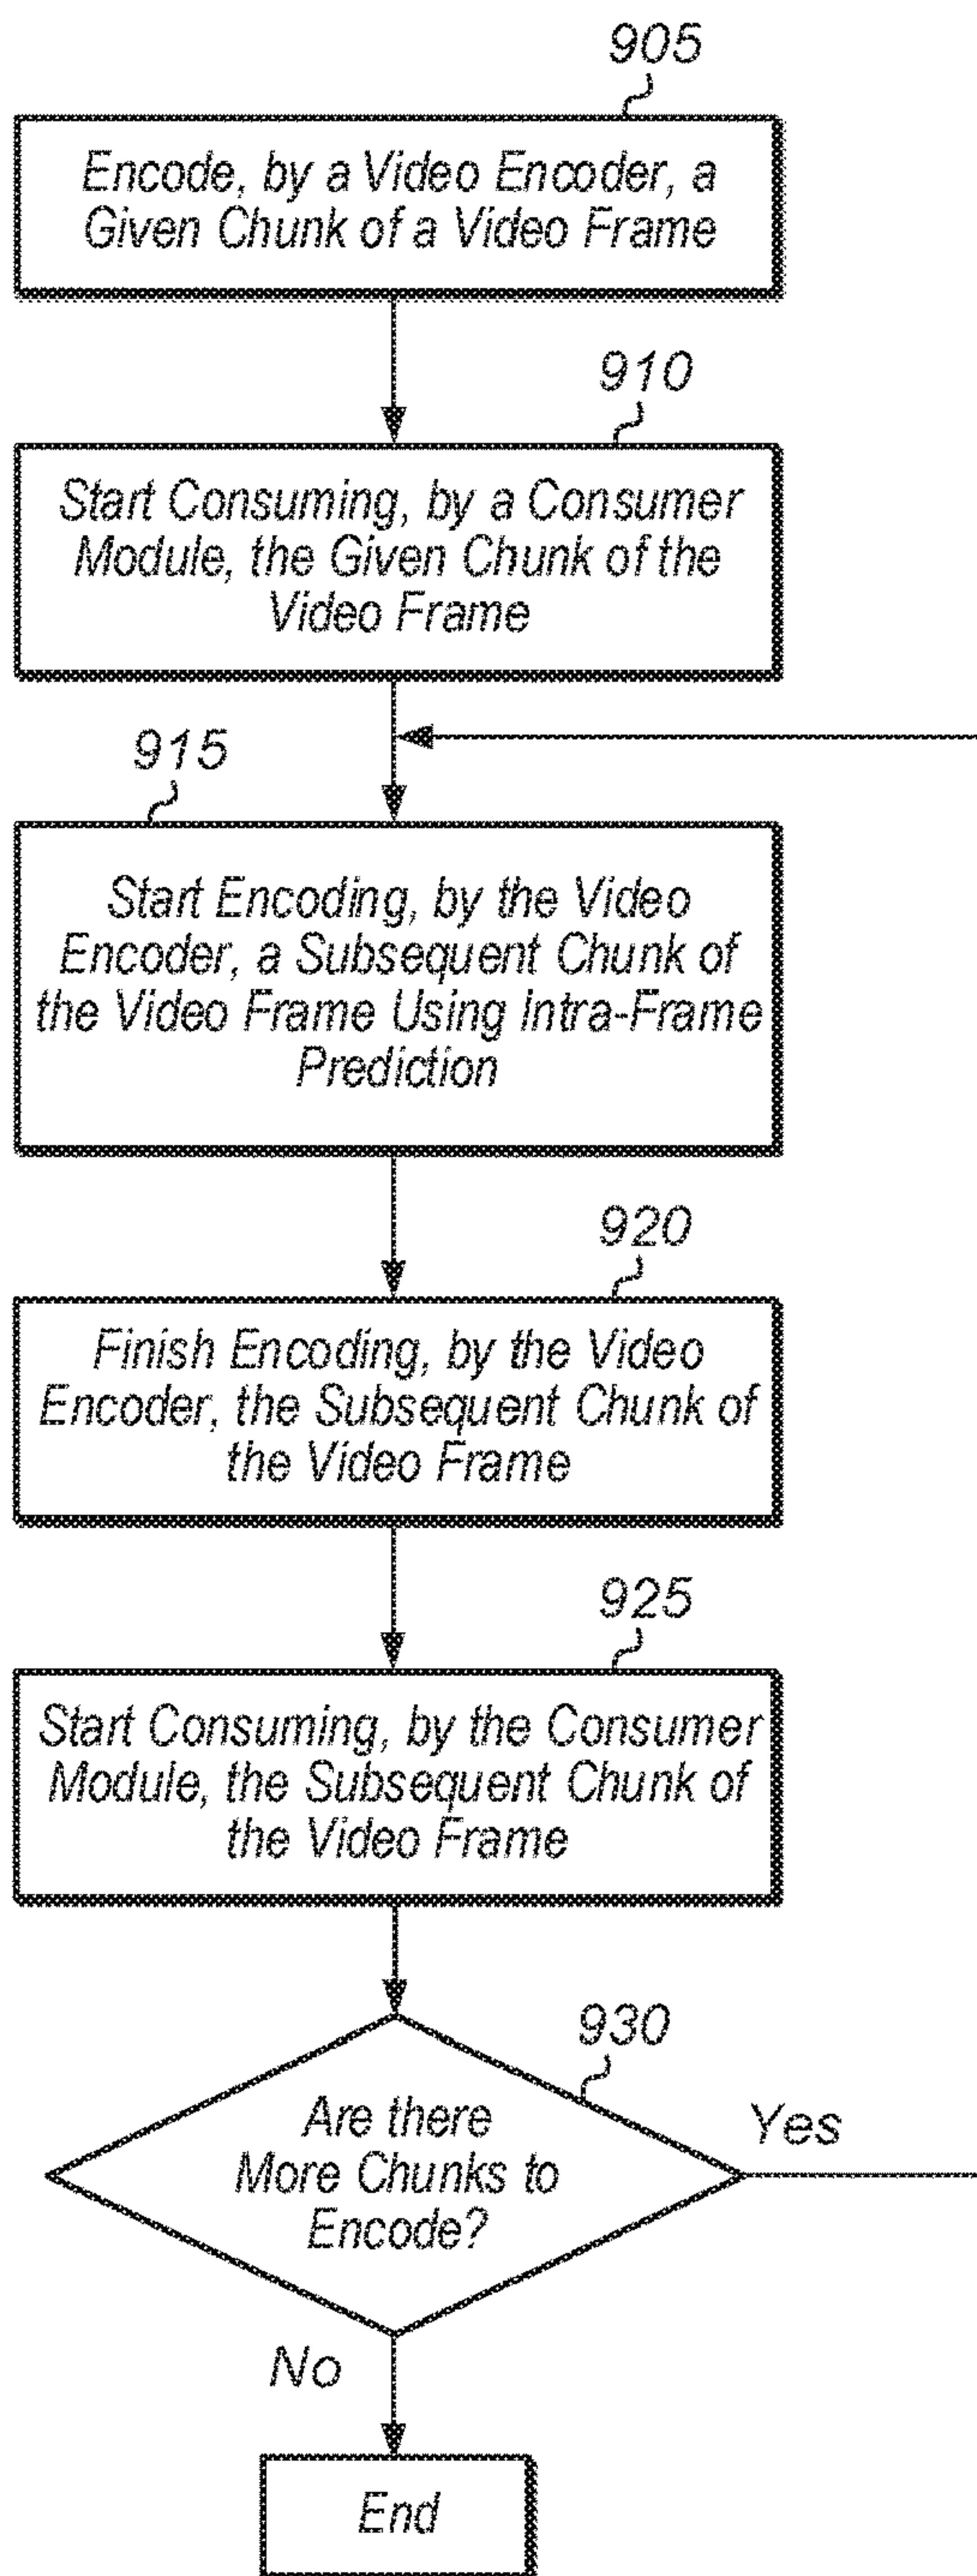 905
Encode, by a Video Encoder, a
Given Chunk of a Video Frame
910
Start Consuming, by a Consumer
Module, the Given Chunk of the
Video Frame
915
Start Encoding, by the Video
Encoder, a Subsequent Chunk of
the Video Frame Using Intra-Frame
Prediction
920
Finish Encoding, by the Video
Encoder, the Subsequent Chunk of
the Video Frame
925
Start Consuming, by the Consumer
Module, the Subsequent Chunk of
the Video Frame
930
Are there
More Chunks to
Encode?
Yes
No
End